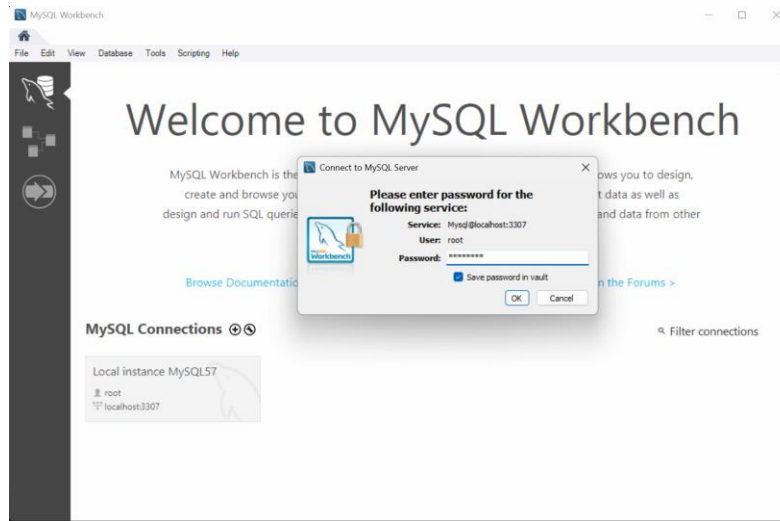 MySQL Workbench
File Edit View Database Tools Scripting Help
Welcome to MySQL Workbench
MySQL Workbench is the
ows you to design,
create and browse you
t data as well as
design and run SQL querie
and data from other
Browse Documentatio
n the Forums >
Connect to MySQL Server
Please enter password for the
following service:
Service: Mysql@localhost:3307
User: root
Password: ********
Save password in vault
OK Cancel
Workbench
MySQL Connections
Filter connections
Local instance MySQL57
root
localhost:3307